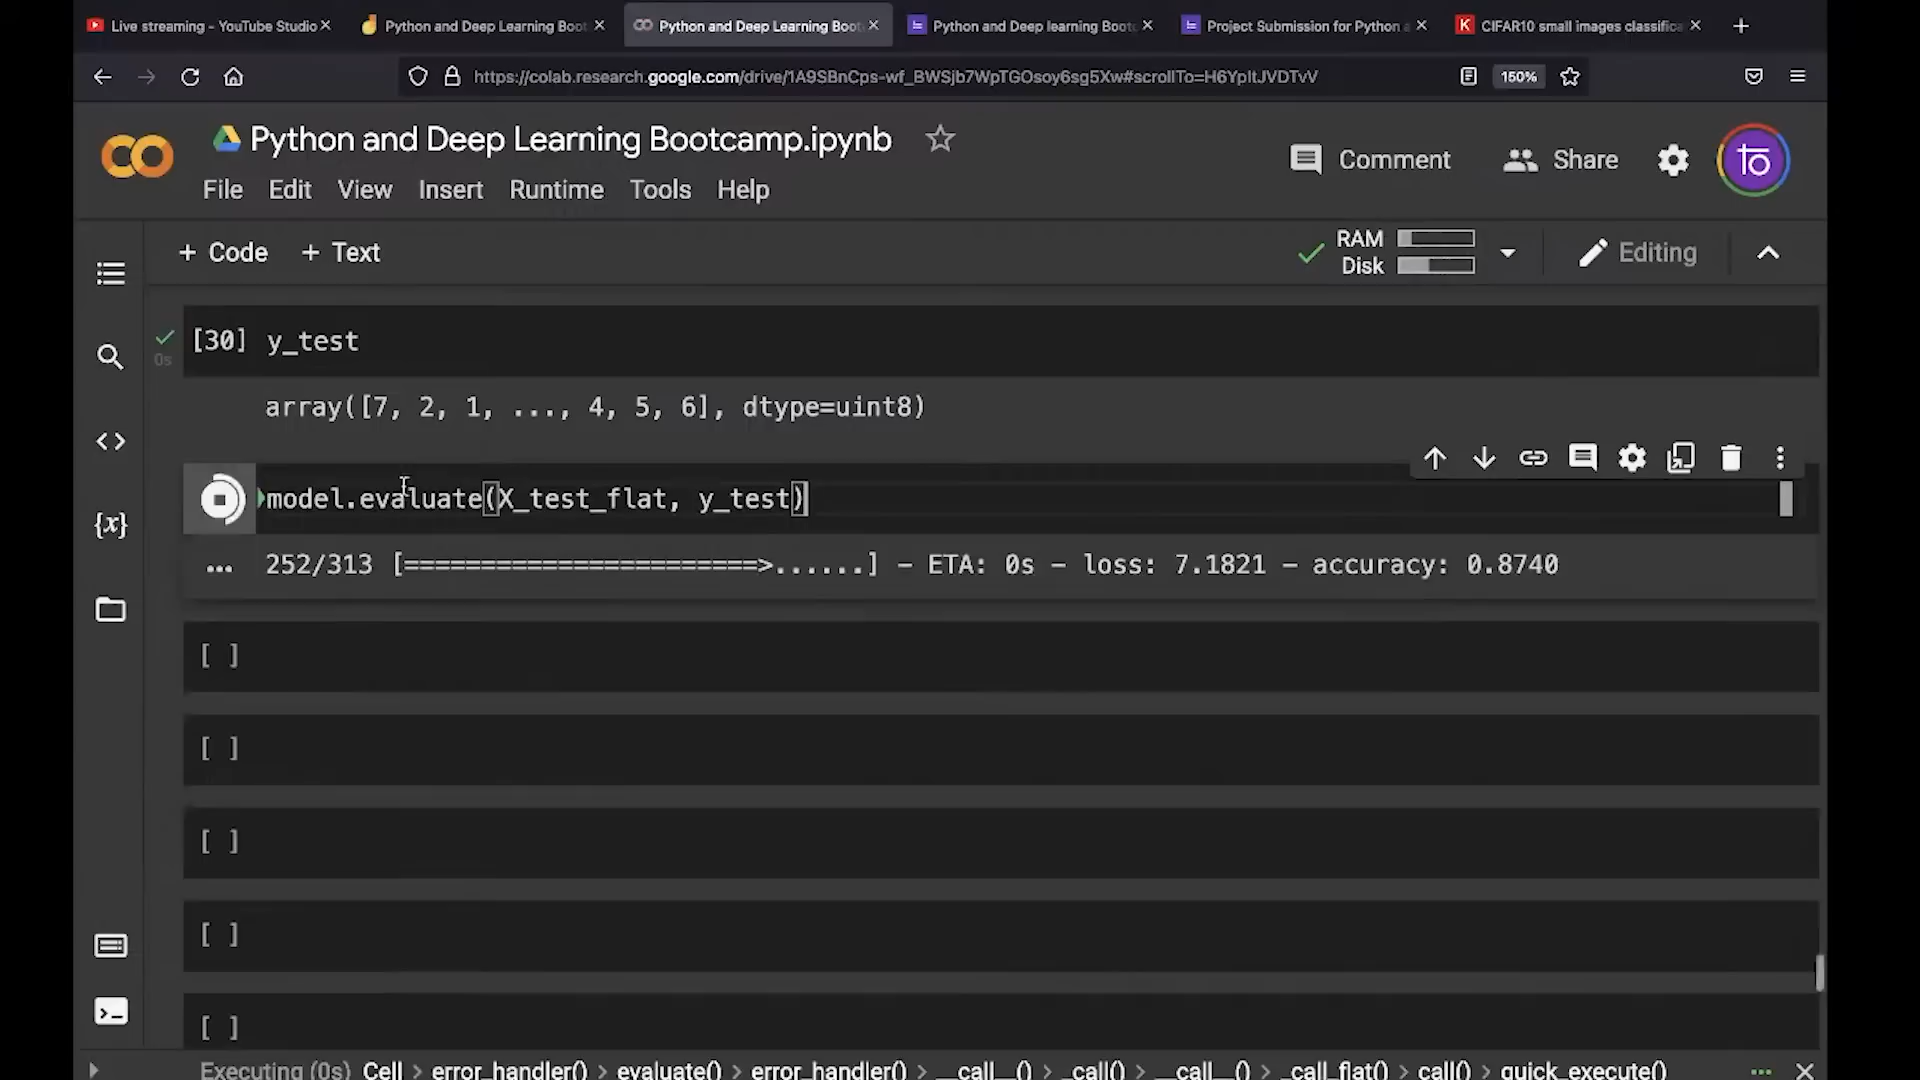 Live streaming - YouTube Studio
Python and Deep Learning Boot
Python and Deep Learning Boot
Python and Deep learning Boot
Project Submission for Python a
K CIFAR10 small images classifica
https://colab.research.google.com/drive/1A9SBnCps-wf_BWSjb7WpTGOsoy6sg5Xw#scrollTo=H6YpItJVDTvV
150%
Python and Deep Learning Bootcamp.ipynb
Comment
Share
to
File Edit View Insert Runtime Tools Help
+ Code + Text
RAM
Disk
Editing
[30] y_test
0s
array([7, 2, 1, ..., 4, 5, 6], dtype=uint8)
model.evaluate(X_test_flat, y_test)
252/313 [=======================>......] - ETA: 0s - loss: 7.1821 - accuracy: 0.8740
[ ]
[ ]
[ ]
[ ]
[ ]
Executing (0s) Cell > error_handler() > evaluate() > error_handler() > __call__() > _call() > __call__() > _call_flat() > call() > quick_execute()